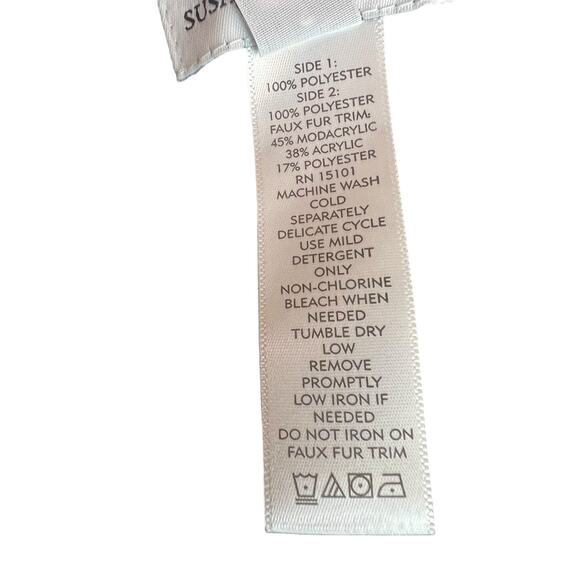 SIDE 1:
100% POLYESTER
SIDE 2:
100% POLYESTER
FAUX FUR TRIM:
45% MODACRYLIC
38% ACRYLIC
17% POLYESTER
RN 15101
MACHINE WASH
COLD
SEPARATELY
DELICATE CYCLE
USE MILD
DETERGENT
ONLY
NON-CHLORINE
BLEACH WHEN
NEEDED
TUMBLE DRY
LOW
REMOVE
PROMPTLY
LOW IRON IF
NEEDED
DO NOT IRON ON
FAUX FUR TRIM